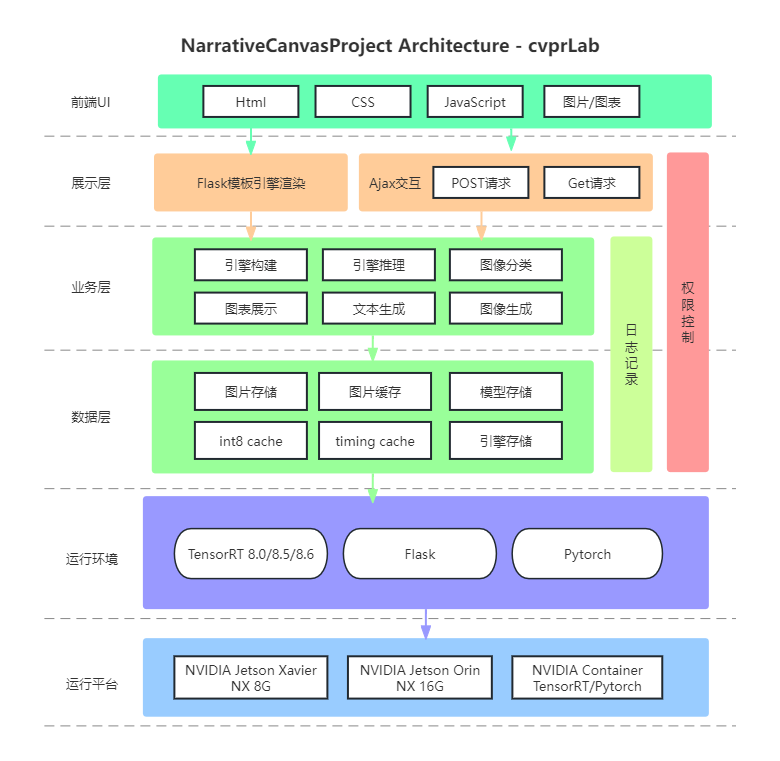 NarrativeCanvasProject Architecture - cvprLab
前端UI
Html
CSS
JavaScript
图片/图表
展示层
Flask模板引擎渲染
Ajax交互
POST请求
Get请求
业务层
引擎构建
引擎推理
图像分类
图表展示
文本生成
图像生成
日志记录
权限控制
数据层
图片存储
图片缓存
模型存储
int8 cache
timing cache
引擎存储
运行环境
TensorRT 8.0/8.5/8.6
Flask
Pytorch
运行平台
NVIDIA Jetson Xavier
NX 8G
NVIDIA Jetson Orin
NX 16G
NVIDIA Container
TensorRT/Pytorch